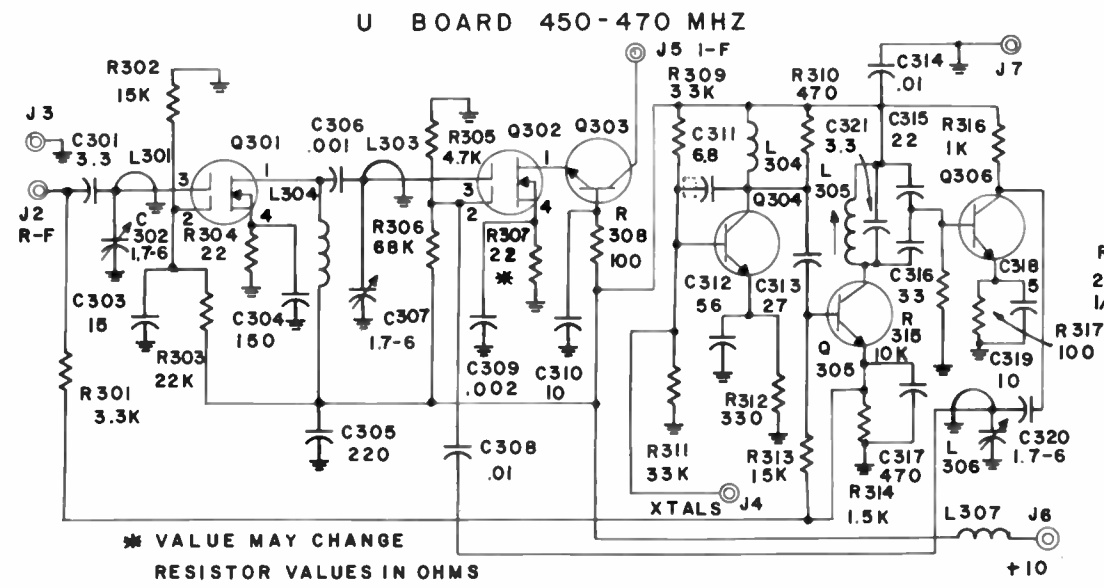 U BOARD 450-470 MHZ
J5 I-F
R302
15K
R309
33K
R310
470
C314
.01
J7
J3
C301
3.3
L301
Q301
C306
.001
L303
R305
4.7K
Q302
Q303
C311
68
C321
3.3
C315
22
R316
1K
L
304
L
305
Q304
Q306
J2
R-F
3
2
1
4
L304
3
2
1
4
C
302
1.7-6
R304
22
R306
68K
R307
22
*
R
308
100
C303
15
C304
150
C307
1.7-6
C312
56
C313
27
C316
33
C318
5
R
315
10K
R317
100
R303
22K
R301
3.3K
C309
.002
C310
10
Q
305
C319
10
R312
330
C305
220
C308
.01
R311
33K
R313
15K
C317
470
L
306
C320
1.7-6
R314
1.5K
XTALS
J4
L307
J6
+10
* VALUE MAY CHANGE
RESISTOR VALUES IN OHMS